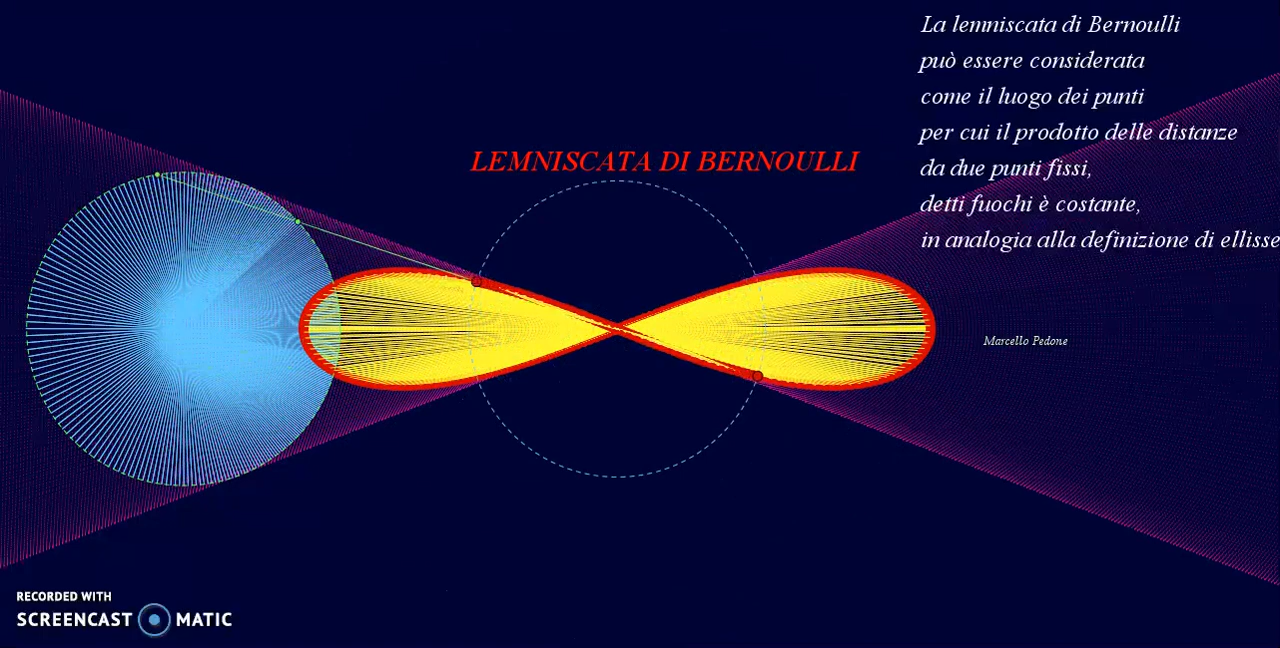 La lemniscata di Bernoulli
può essere considerata
come il luogo dei punti
per cui il prodotto delle distanze
da due punti fissi,
detti fuochi è costante,
in analogia alla definizione di ellisse
LEMNISCATA DI BERNOULLI
Marcello Pedone
RECORDED WITH
SCREENCAST MATIC